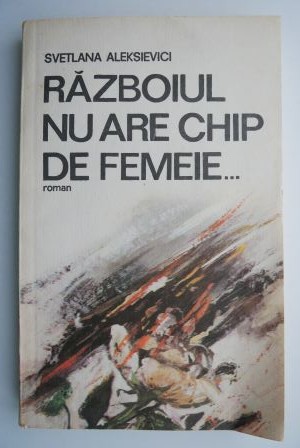 SVETLANA ALEKSIEVICI
RĂZBOIUL
NU ARE CHIP
DE FEMEIE...
roman